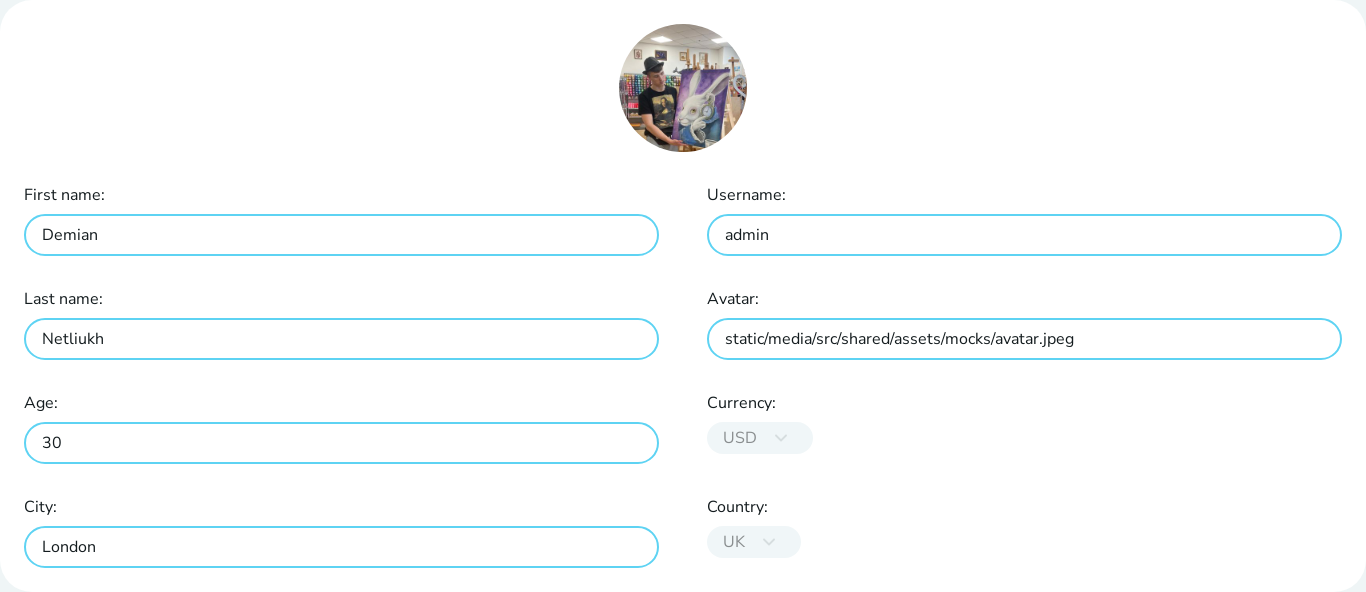 First name:
Demian
Username:
admin
Last name:
Netliukh
Avatar:
static/media/src/shared/assets/mocks/avatar.jpeg
Age:
30
Currency:
USD
City:
London
Country:
UK